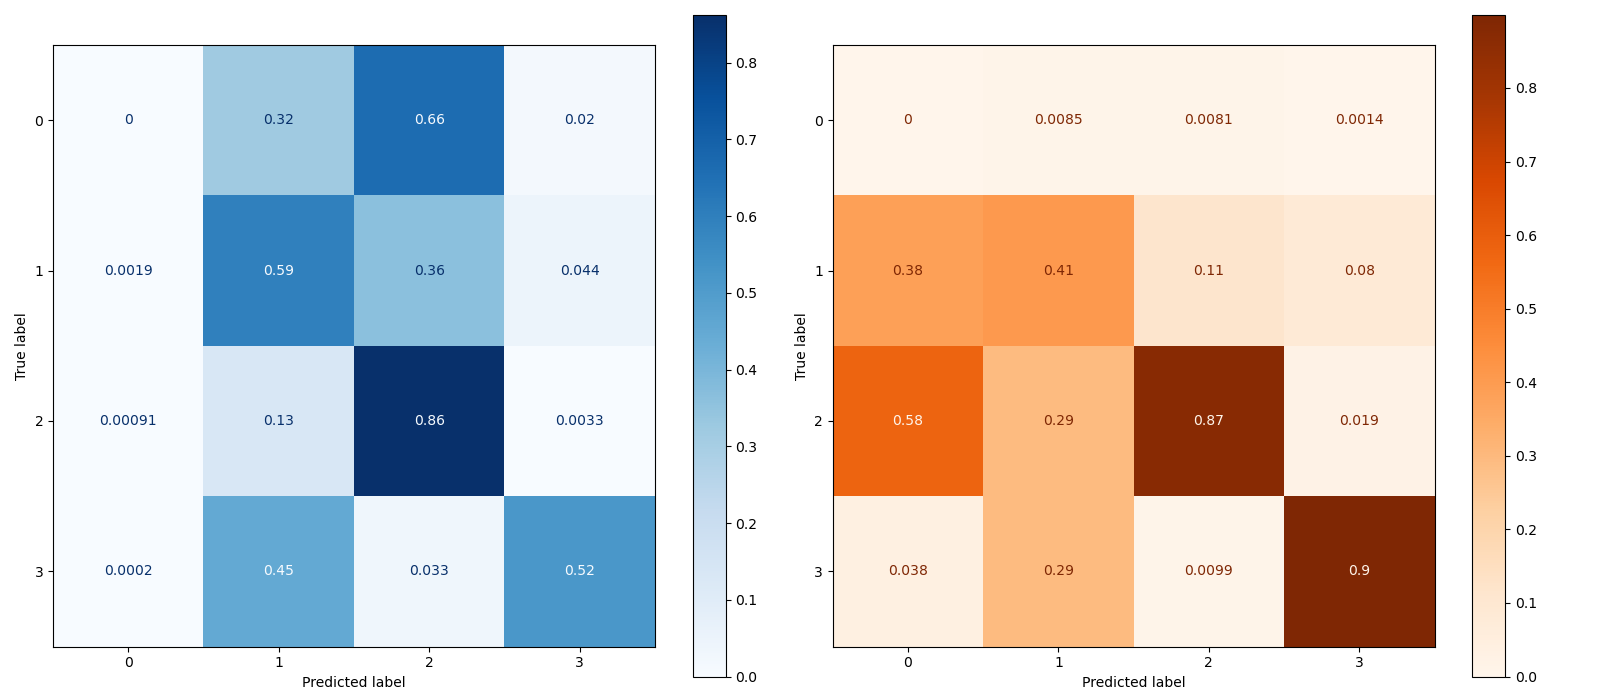 0 0 0.32 0.66 0.02
1 0.0019 0.59 0.36 0.044
2 0.00091 0.13 0.86 0.0033
3 0.0002 0.45 0.033 0.52
0 1 2 3
True label
Predicted label
0.8
0.7
0.6
0.5
0.4
0.3
0.2
0.1
0.0
0 0 0.0085 0.0081 0.0014
1 0.38 0.41 0.11 0.08
2 0.58 0.29 0.87 0.019
3 0.038 0.29 0.0099 0.9
0 1 2 3
True label
Predicted label
0.8
0.7
0.6
0.5
0.4
0.3
0.2
0.1
0.0